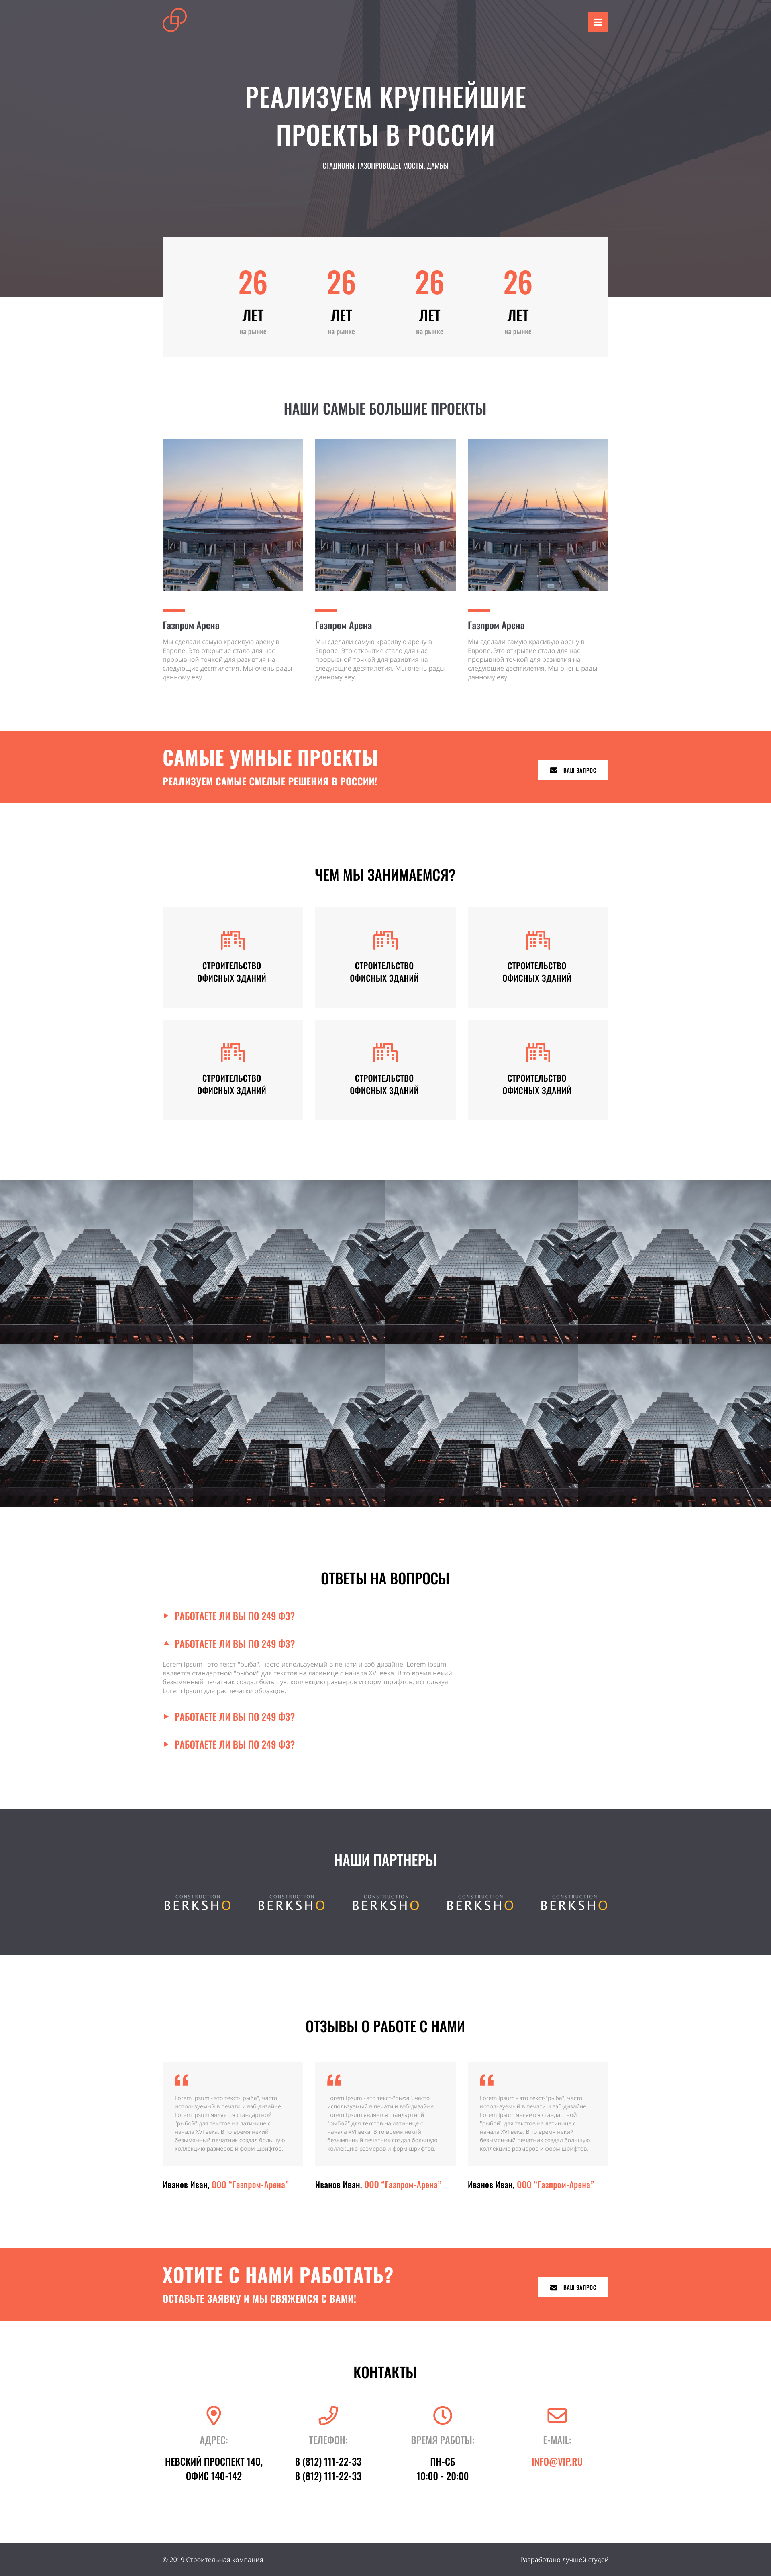 РЕАЛИЗУЕМ КРУПНЕЙШИЕ
ПРОЕКТЫ В РОССИИ
СТАДИОНЫ, ГАЗОПРОВОДЫ, МОСТЫ, ДАМБЫ
26
ЛЕТ
на рынке
26
ЛЕТ
на рынке
26
ЛЕТ
на рынке
26
ЛЕТ
на рынке
НАШИ САМЫЕ БОЛЬШИЕ ПРОЕКТЫ
Газпром Арена
Мы сделали самую красивую арену в
Европе. Это открытие стало для нас
прорывной точкой для разивтия на
следующие десятилетия. Мы очень рады
данному еву.
Газпром Арена
Мы сделали самую красивую арену в
Европе. Это открытие стало для нас
прорывной точкой для разивтия на
следующие десятилетия. Мы очень рады
данному еву.
Газпром Арена
Мы сделали самую красивую арену в
Европе. Это открытие стало для нас
прорывной точкой для разивтия на
следующие десятилетия. Мы очень рады
данному еву.
САМЫЕ УМНЫЕ ПРОЕКТЫ
РЕАЛИЗУЕМ САМЫЕ СМЕЛЫЕ РЕШЕНИЯ В РОССИИ!
ВАШ ЗАПРОС
ЧЕМ МЫ ЗАНИМАЕМСЯ?
СТРОИТЕЛЬСТВО
ОФИСНЫХ ЗДАНИЙ
СТРОИТЕЛЬСТВО
ОФИСНЫХ ЗДАНИЙ
СТРОИТЕЛЬСТВО
ОФИСНЫХ ЗДАНИЙ
СТРОИТЕЛЬСТВО
ОФИСНЫХ ЗДАНИЙ
СТРОИТЕЛЬСТВО
ОФИСНЫХ ЗДАНИЙ
СТРОИТЕЛЬСТВО
ОФИСНЫХ ЗДАНИЙ
ОТВЕТЫ НА ВОПРОСЫ
РАБОТАЕТЕ ЛИ ВЫ ПО 249 ФЗ?
РАБОТАЕТЕ ЛИ ВЫ ПО 249 ФЗ?
Lorem Ipsum - это текст-"рыба", часто используемый в печати и вэб-дизайне. Lorem Ipsum
является стандартной "рыбой" для текстов на латинице с начала XVI века. В то время некий
безымянный печатник создал большую коллекцию размеров и форм шрифтов, используя
Lorem Ipsum для распечатки образцов.
РАБОТАЕТЕ ЛИ ВЫ ПО 249 ФЗ?
РАБОТАЕТЕ ЛИ ВЫ ПО 249 ФЗ?
НАШИ ПАРТНЕРЫ
CONSTRUCTION
BERKSHO
CONSTRUCTION
BERKSHO
CONSTRUCTION
BERKSHO
CONSTRUCTION
BERKSHO
CONSTRUCTION
BERKSHO
ОТЗЫВЫ О РАБОТЕ С НАМИ
Lorem Ipsum - это текст-"рыба", часто
используемый в печати и вэб-дизайне.
Lorem Ipsum является стандартной
"рыбой" для текстов на латинице с
начала XVI века. В то время некий
безымянный печатник создал большую
коллекцию размеров и форм шрифтов.
Иванов Иван, ООО "Газпром-Арена"
Lorem Ipsum - это текст-"рыба", часто
используемый в печати и вэб-дизайне.
Lorem Ipsum является стандартной
"рыбой" для текстов на латинице с
начала XVI века. В то время некий
безымянный печатник создал большую
коллекцию размеров и форм шрифтов.
Иванов Иван, ООО "Газпром-Арена"
Lorem Ipsum - это текст-"рыба", часто
используемый в печати и вэб-дизайне.
Lorem Ipsum является стандартной
"рыбой" для текстов на латинице с
начала XVI века. В то время некий
безымянный печатник создал большую
коллекцию размеров и форм шрифтов.
Иванов Иван, ООО "Газпром-Арена"
ХОТИТЕ С НАМИ РАБОТАТЬ?
ОСТАВЬТЕ ЗАЯВКУ И МЫ СВЯЖЕМСЯ С ВАМИ!
ВАШ ЗАПРОС
КОНТАКТЫ
АДРЕС:
НЕВСКИЙ ПРОСПЕКТ 140,
ОФИС 140-142
ТЕЛЕФОН:
8 (812) 111-22-33
8 (812) 111-22-33
ВРЕМЯ РАБОТЫ:
ПН-СБ
10:00 - 20:00
E-MAIL:
INFO@VIP.RU
© 2019 Строительная компания
Разработано лучшей студей